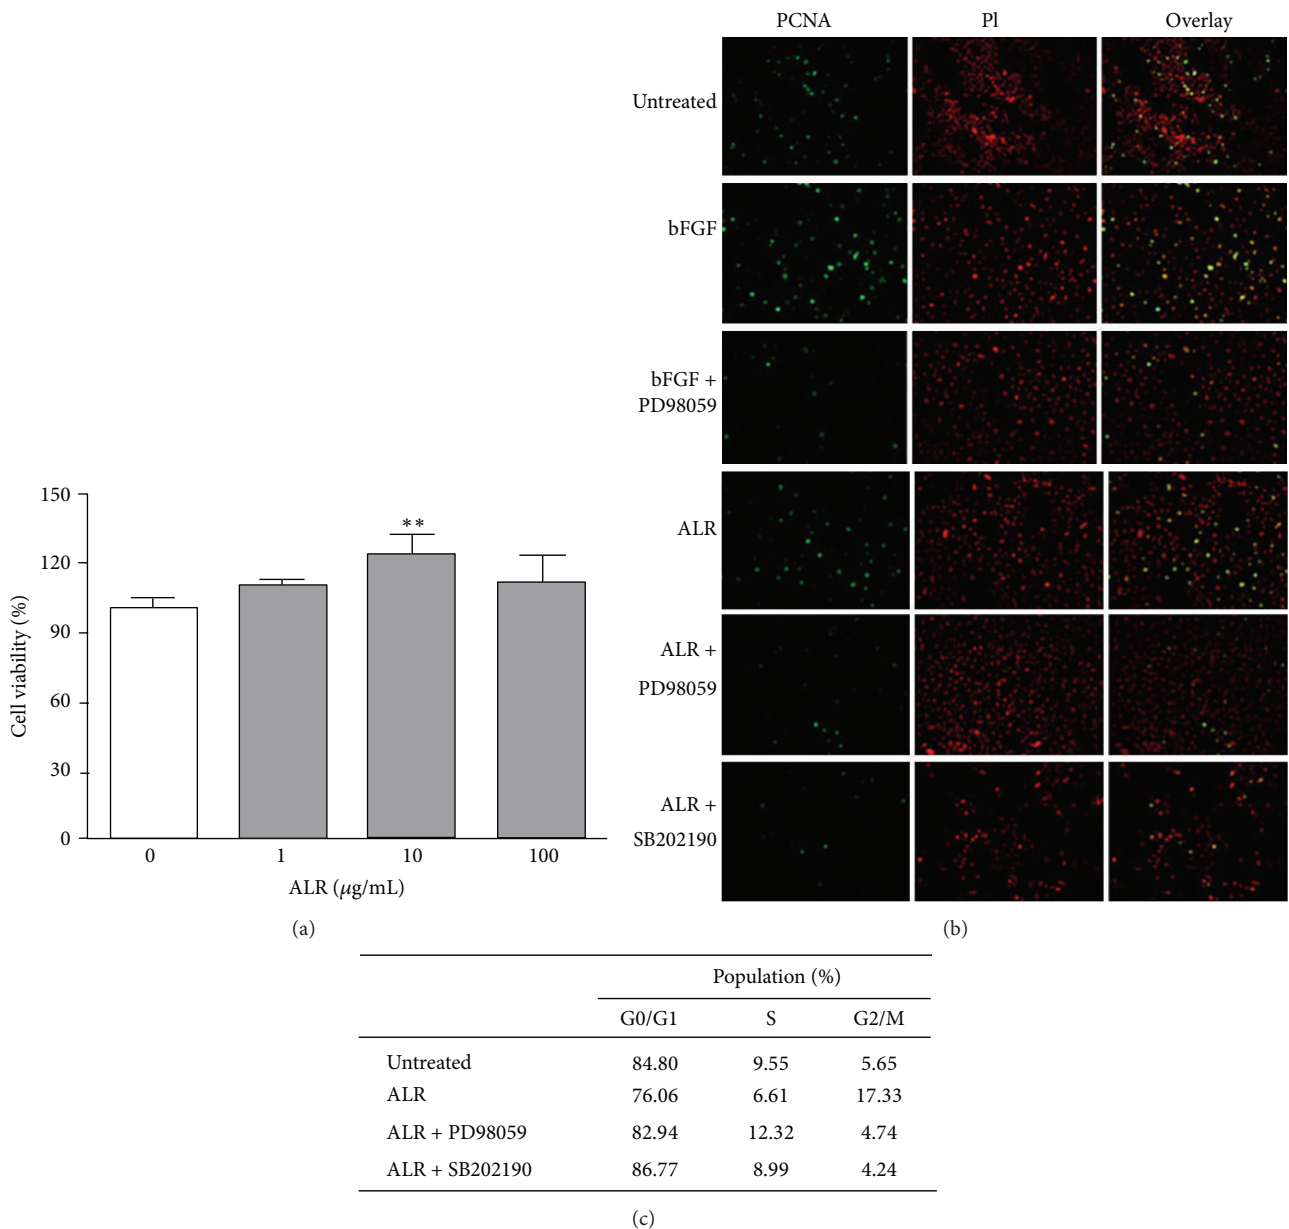 PCNA PI Overlay
Untreated
bFGF
bFGF +
PD98059
ALR
ALR +
PD98059
ALR +
SB202190
(b)
Cell viability (%)
150
120
90
60
30
0
**
0 1 10 100
ALR (μg/mL)
(a)
Population (%)
G0/G1 S G2/M
Untreated 84.80 9.55 5.65
ALR 76.06 6.61 17.33
ALR + PD98059 82.94 12.32 4.74
ALR + SB202190 86.77 8.99 4.24
(c)